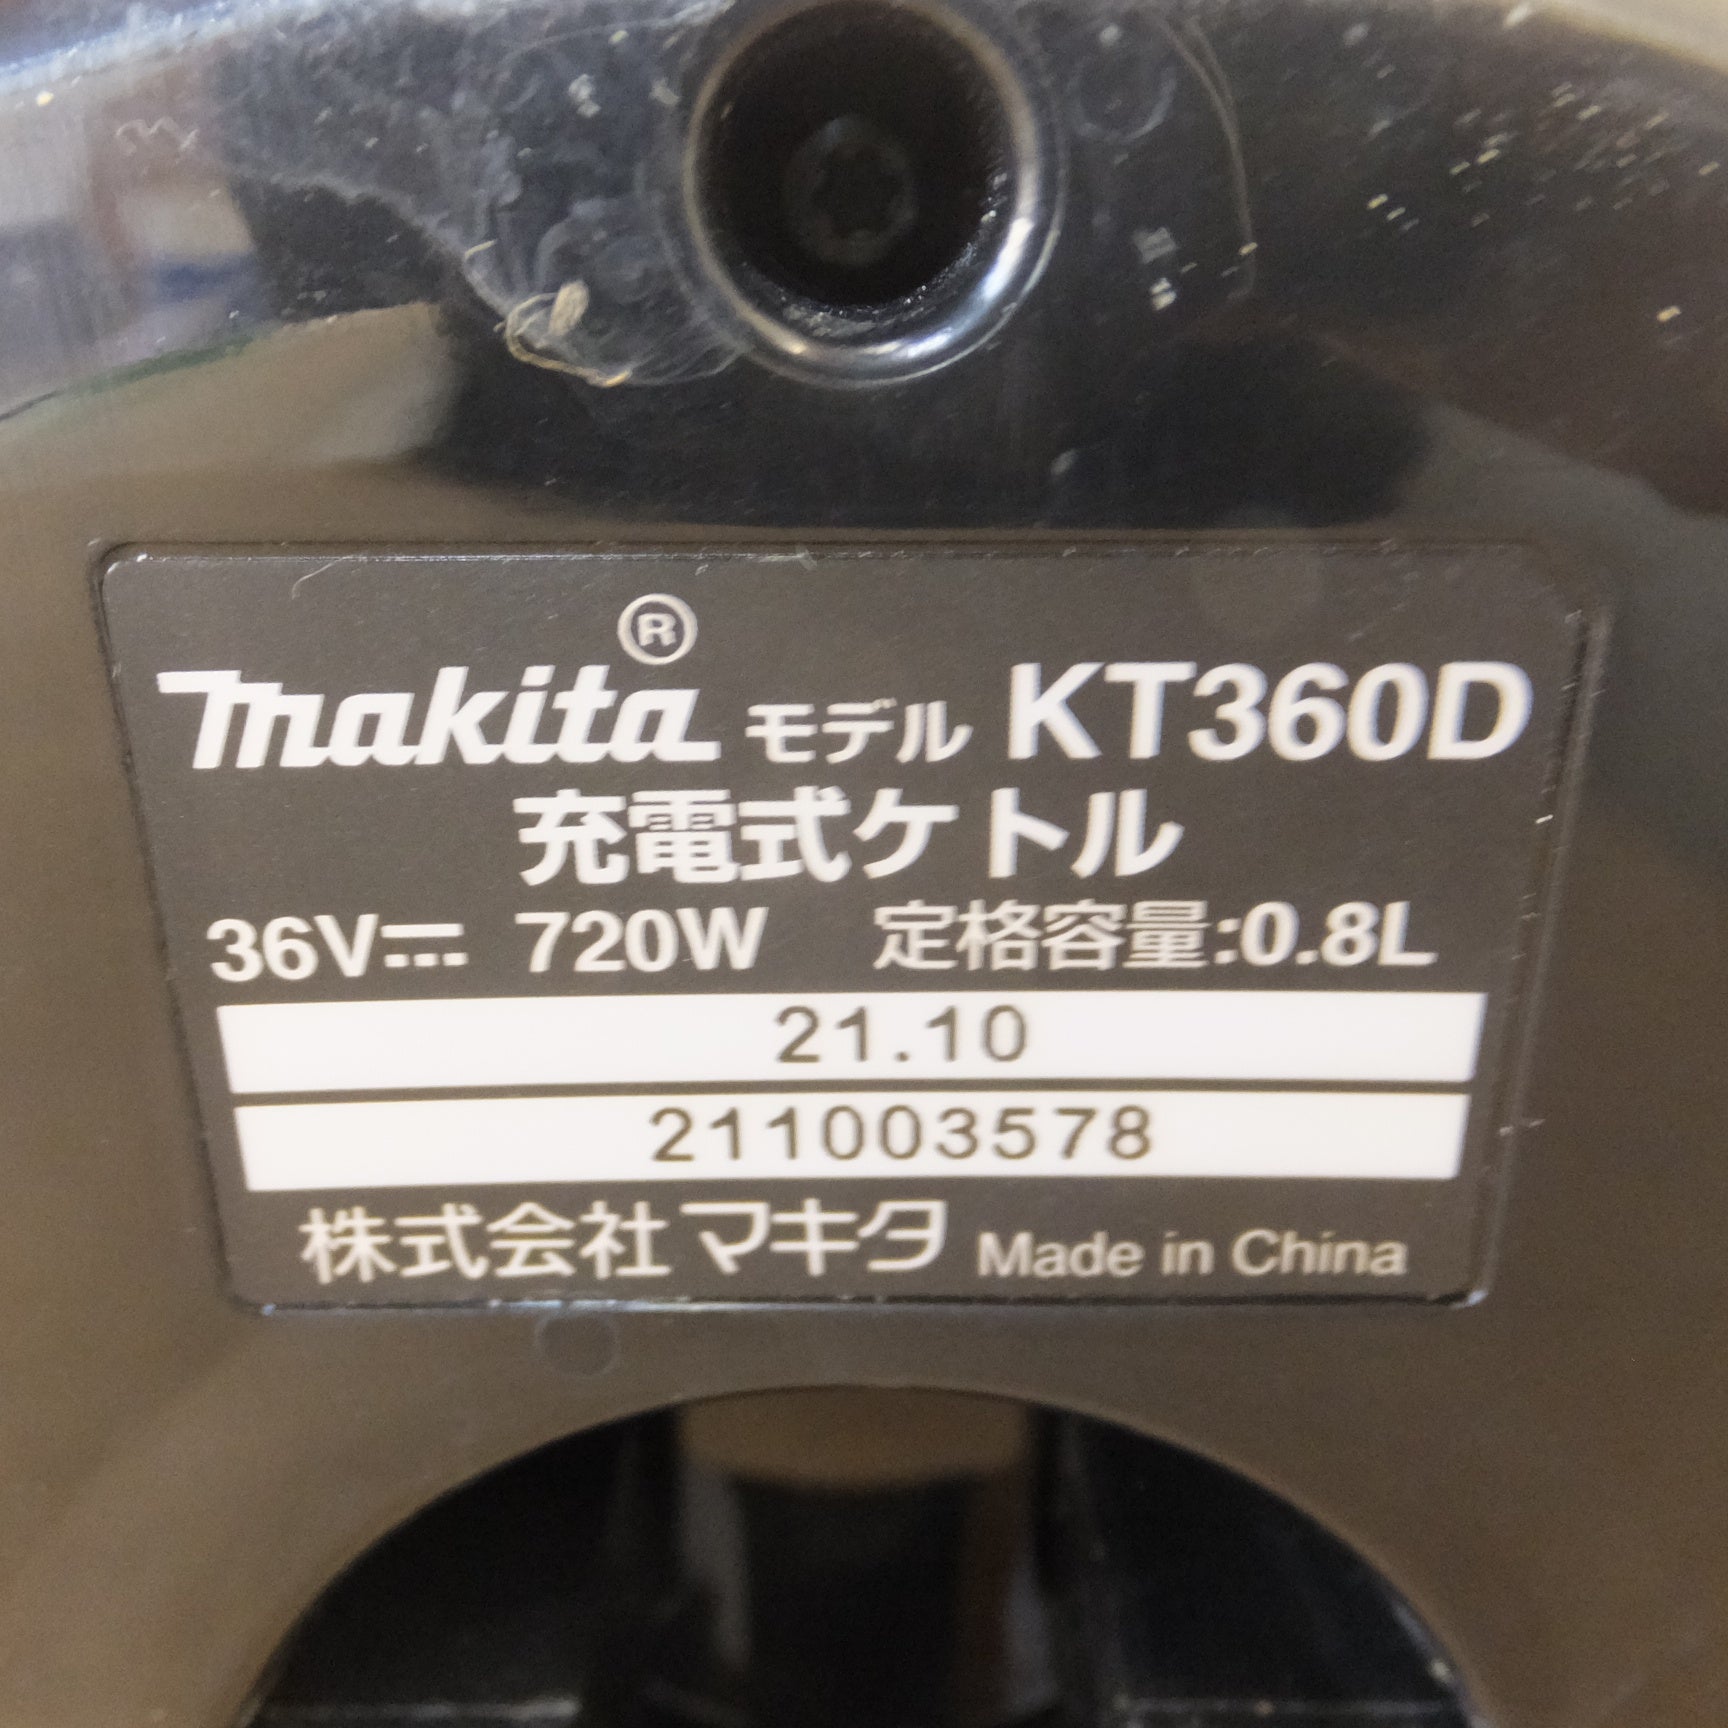 makita® モデル KT360D
充電式ケトル
36V⎓ 720W 定格容量:0.8L
21.10
211003578
株式会社マキタ Made in China